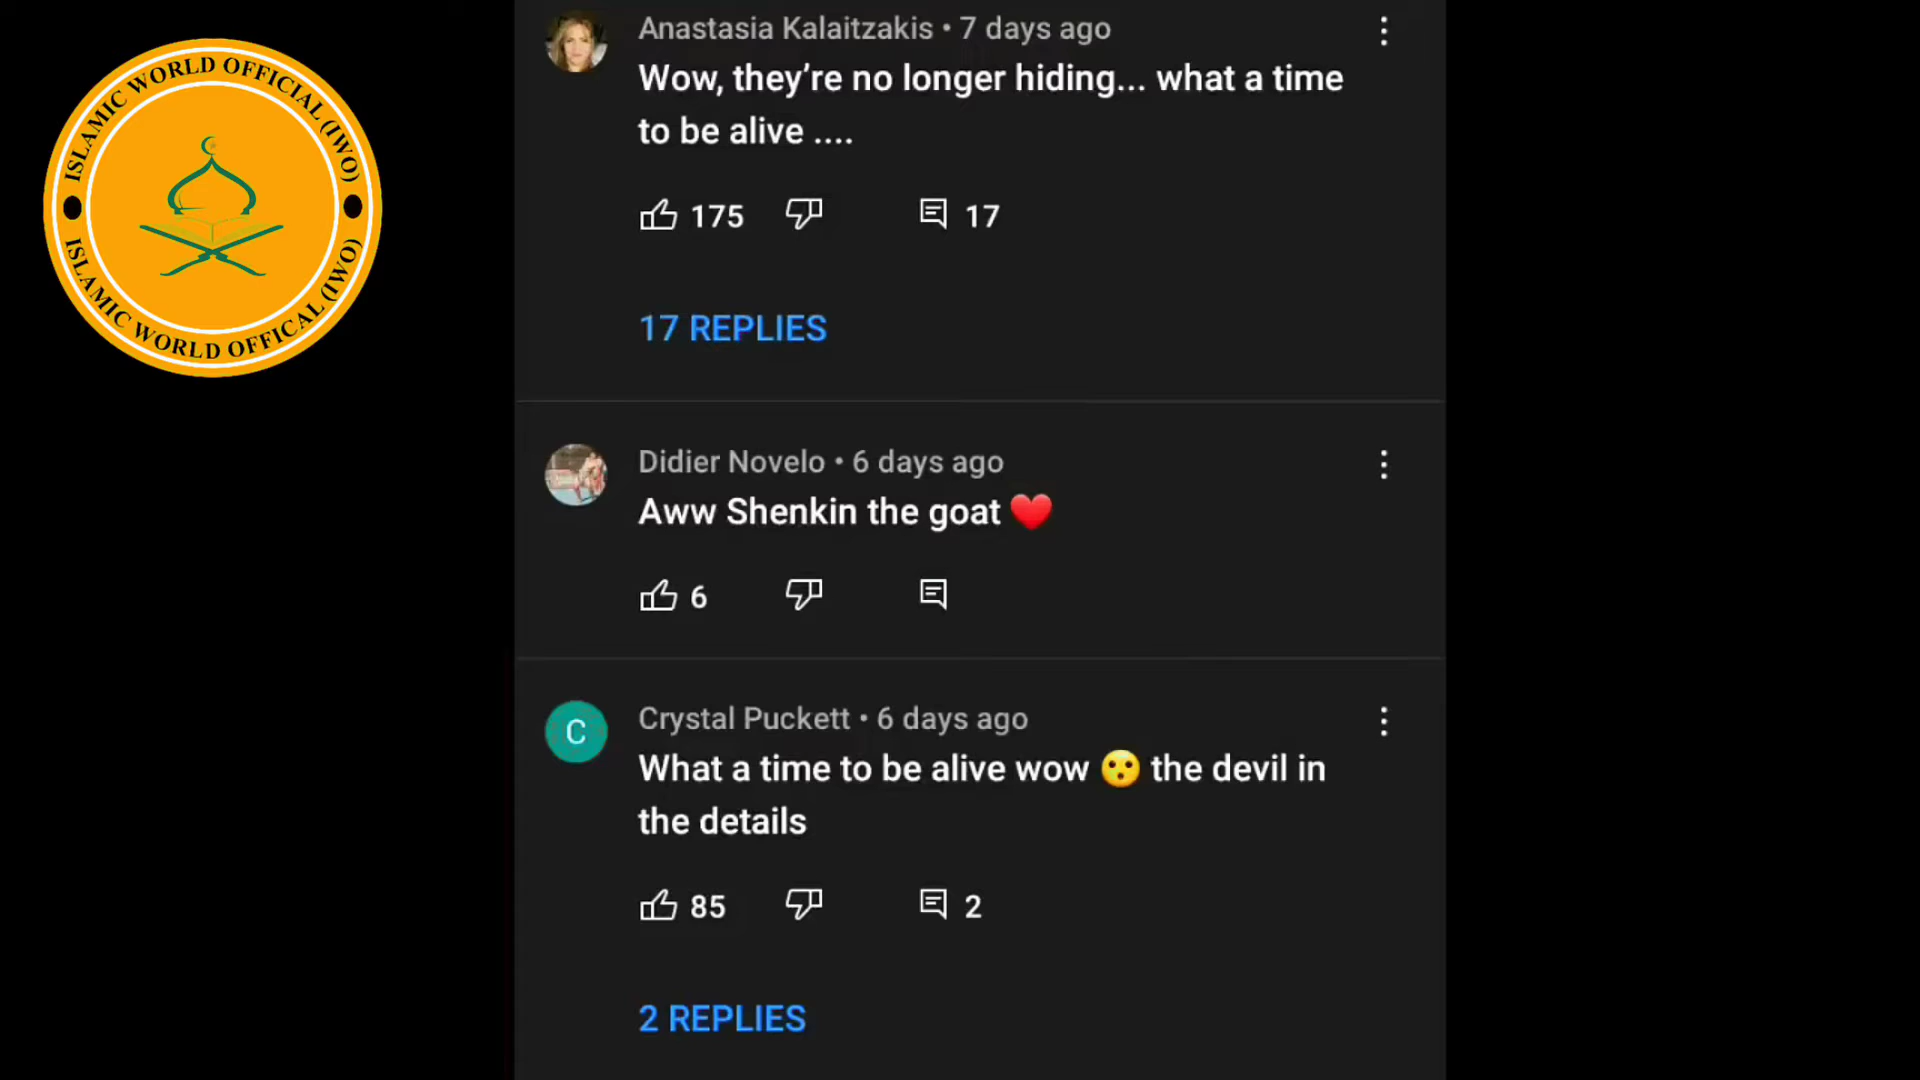 ISLAMIC WORLD OFFICIAL (IWO)
ISLAMIC WORLD OFFICAL (IWO)
Anastasia Kalaitzakis • 7 days ago
Wow, they're no longer hiding... what a time
to be alive ....
175 17
17 REPLIES
Didier Novelo • 6 days ago
Aww Shenkin the goat ❤️
6
C
Crystal Puckett • 6 days ago
What a time to be alive wow 😯 the devil in
the details
85 2
2 REPLIES